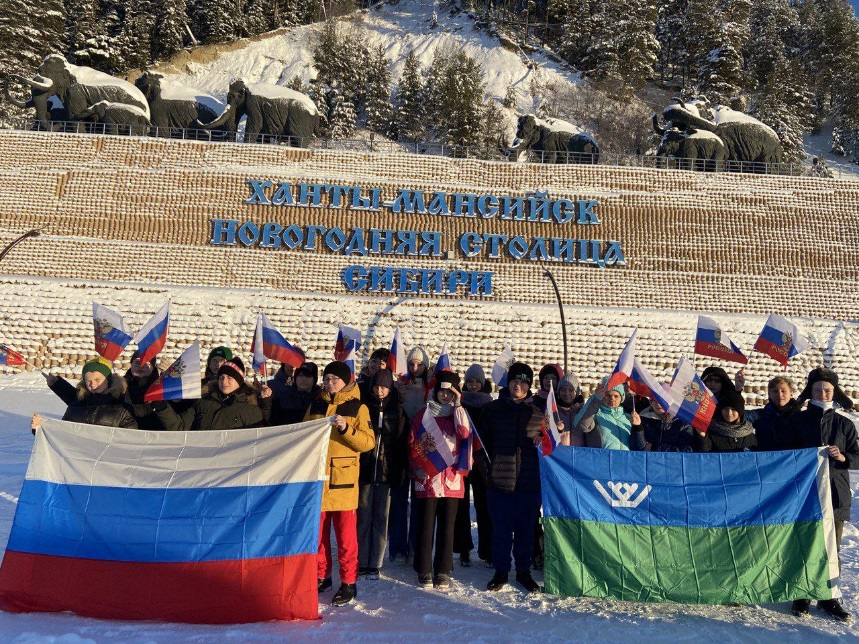 Ханты-Мансийск
Новогодняя столица
Сибири